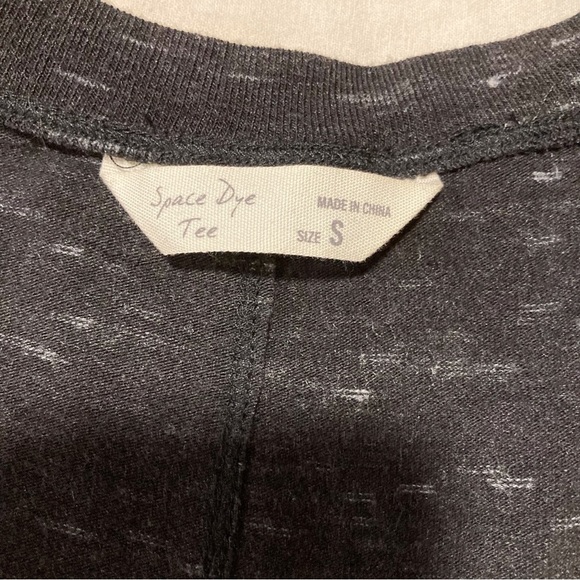 Space Dye
Tee
MADE IN CHINA
SIZE S